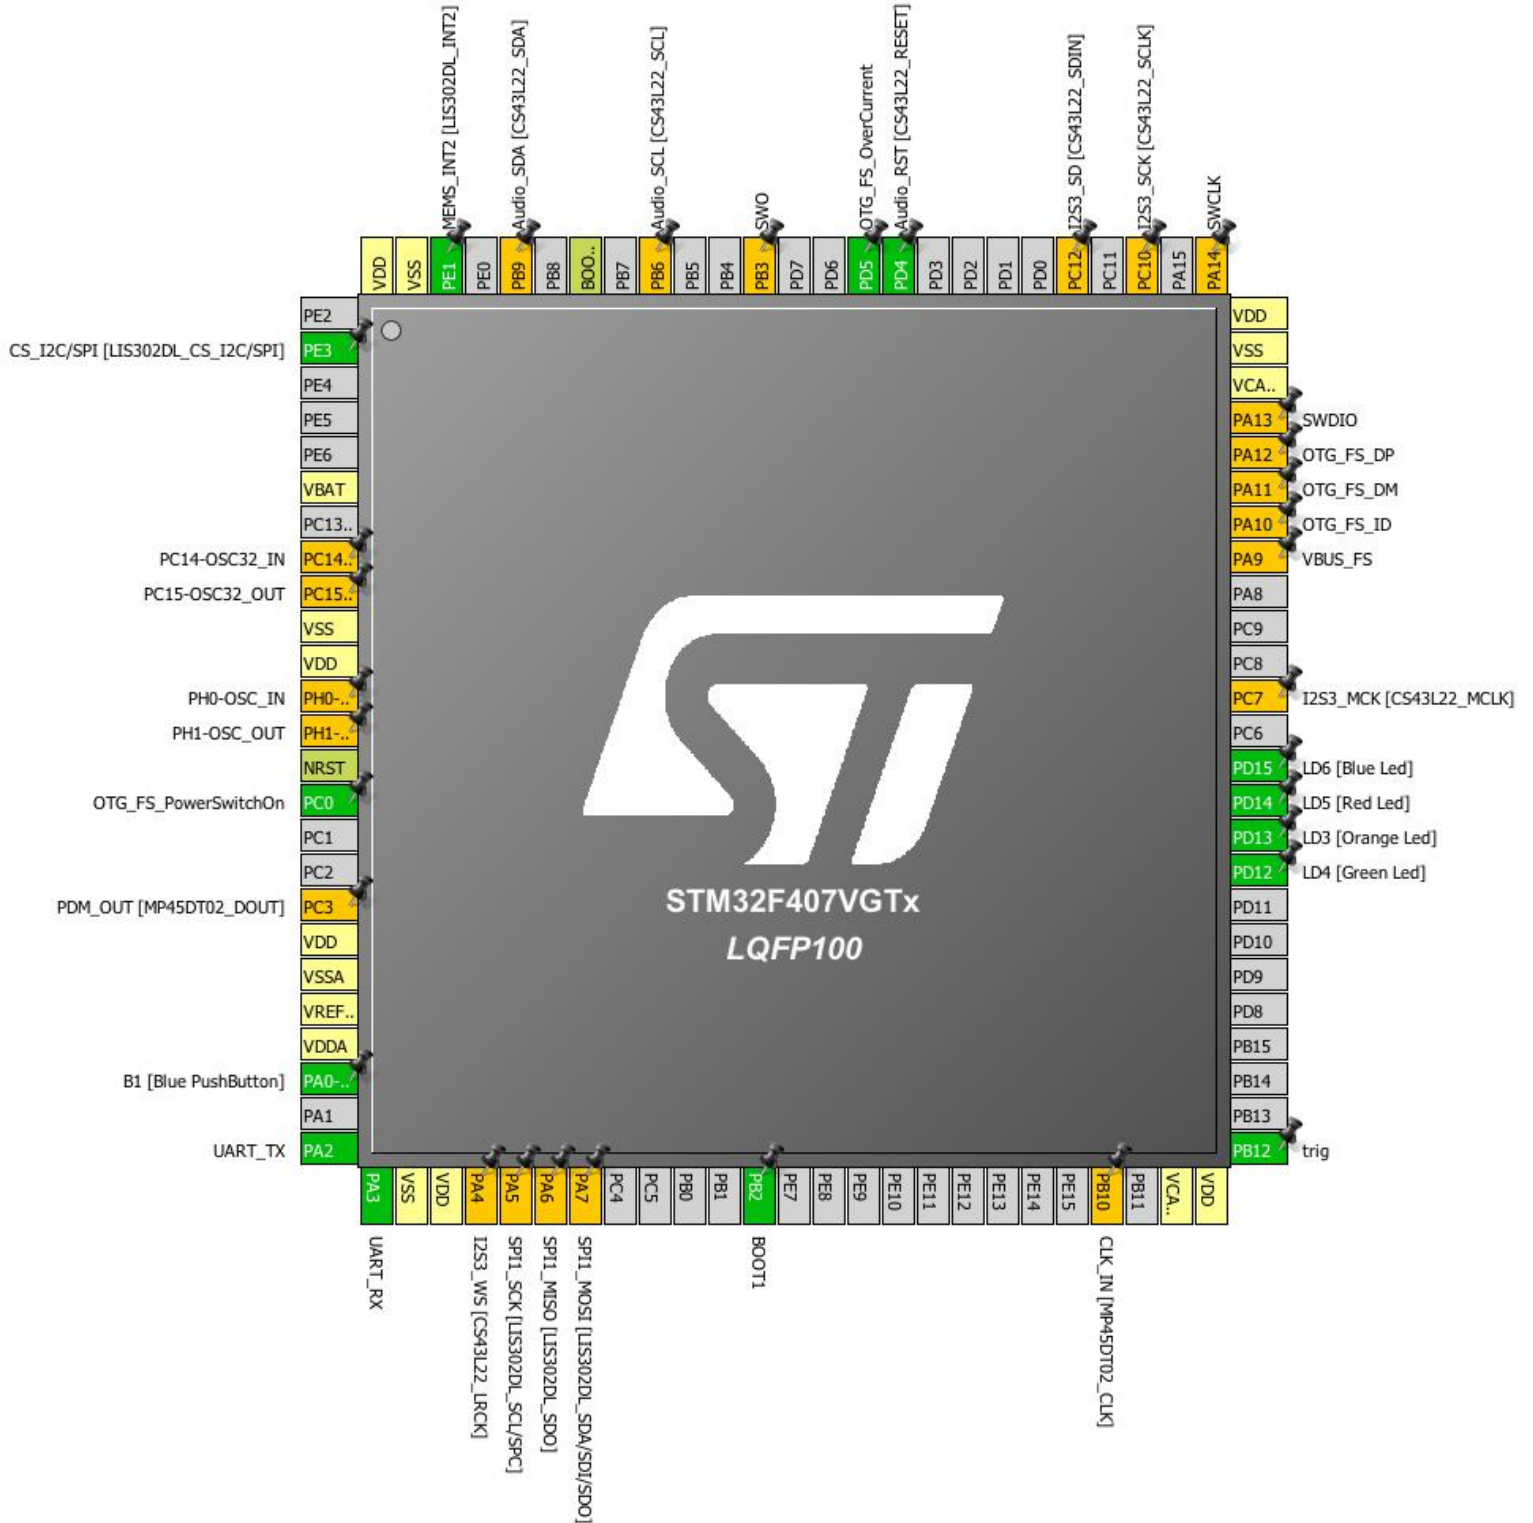 MEMS_INT2 [LIS302DL_INT2]
Audio_SDA [CS43L22_SDA]
Audio_SCL [CS43L22_SCL]
SWO
OTG_FS_OverCurrent
Audio_RST [CS43L22_RESET]
I2S3_SD [CS43L22_SDIN]
I2S3_SCK [CS43L22_SCLK]
SWCLK
VDD
VSS
PE1
PE0
PB9
PB8
BOO..
PB7
PB6
PB5
PB4
PB3
PD7
PD6
PD5
PD4
PD3
PD2
PD1
PD0
PC12
PC11
PC10
PA15
PA14
PE2
CS_I2C/SPI [LIS302DL_CS_I2C/SPI] PE3
PE4
PE5
PE6
VBAT
PC13..
PC14-OSC32_IN PC14..
PC15-OSC32_OUT PC15..
VSS
VDD
PH0-OSC_IN PH0-..
PH1-OSC_OUT PH1-..
NRST
OTG_FS_PowerSwitchOn PC0
PC1
PC2
PDM_OUT [MP45DT02_DOUT] PC3
VDD
VSSA
VREF..
VDDA
B1 [Blue PushButton] PA0-..
PA1
UART_TX PA2
STM32F407VGTx
LQFP100
VDD
VSS
VCA..
PA13 SWDIO
PA12 OTG_FS_DP
PA11 OTG_FS_DM
PA10 OTG_FS_ID
PA9 VBUS_FS
PA8
PC9
PC8
PC7 I2S3_MCK [CS43L22_MCLK]
PC6
PD15 LD6 [Blue Led]
PD14 LD5 [Red Led]
PD13 LD3 [Orange Led]
PD12 LD4 [Green Led]
PD11
PD10
PD9
PD8
PB15
PB14
PB13
PB12 trig
PA3
VSS
VDD
PA4
PA5
PA6
PA7
PC4
PC5
PB0
PB1
PB2
PE7
PE8
PE9
PE10
PE11
PE12
PE13
PE14
PE15
PB10
PB11
VCA..
VDD
UART_RX
I2S3_WS [CS43L22_LRCK]
SPI1_SCK [LIS302DL_SCL/SPC]
SPI1_MISO [LIS302DL_SDO]
SPI1_MOSI [LIS302DL_SDA/SDI/SDO]
BOOT1
CLK_IN [MP45DT02_CLK]